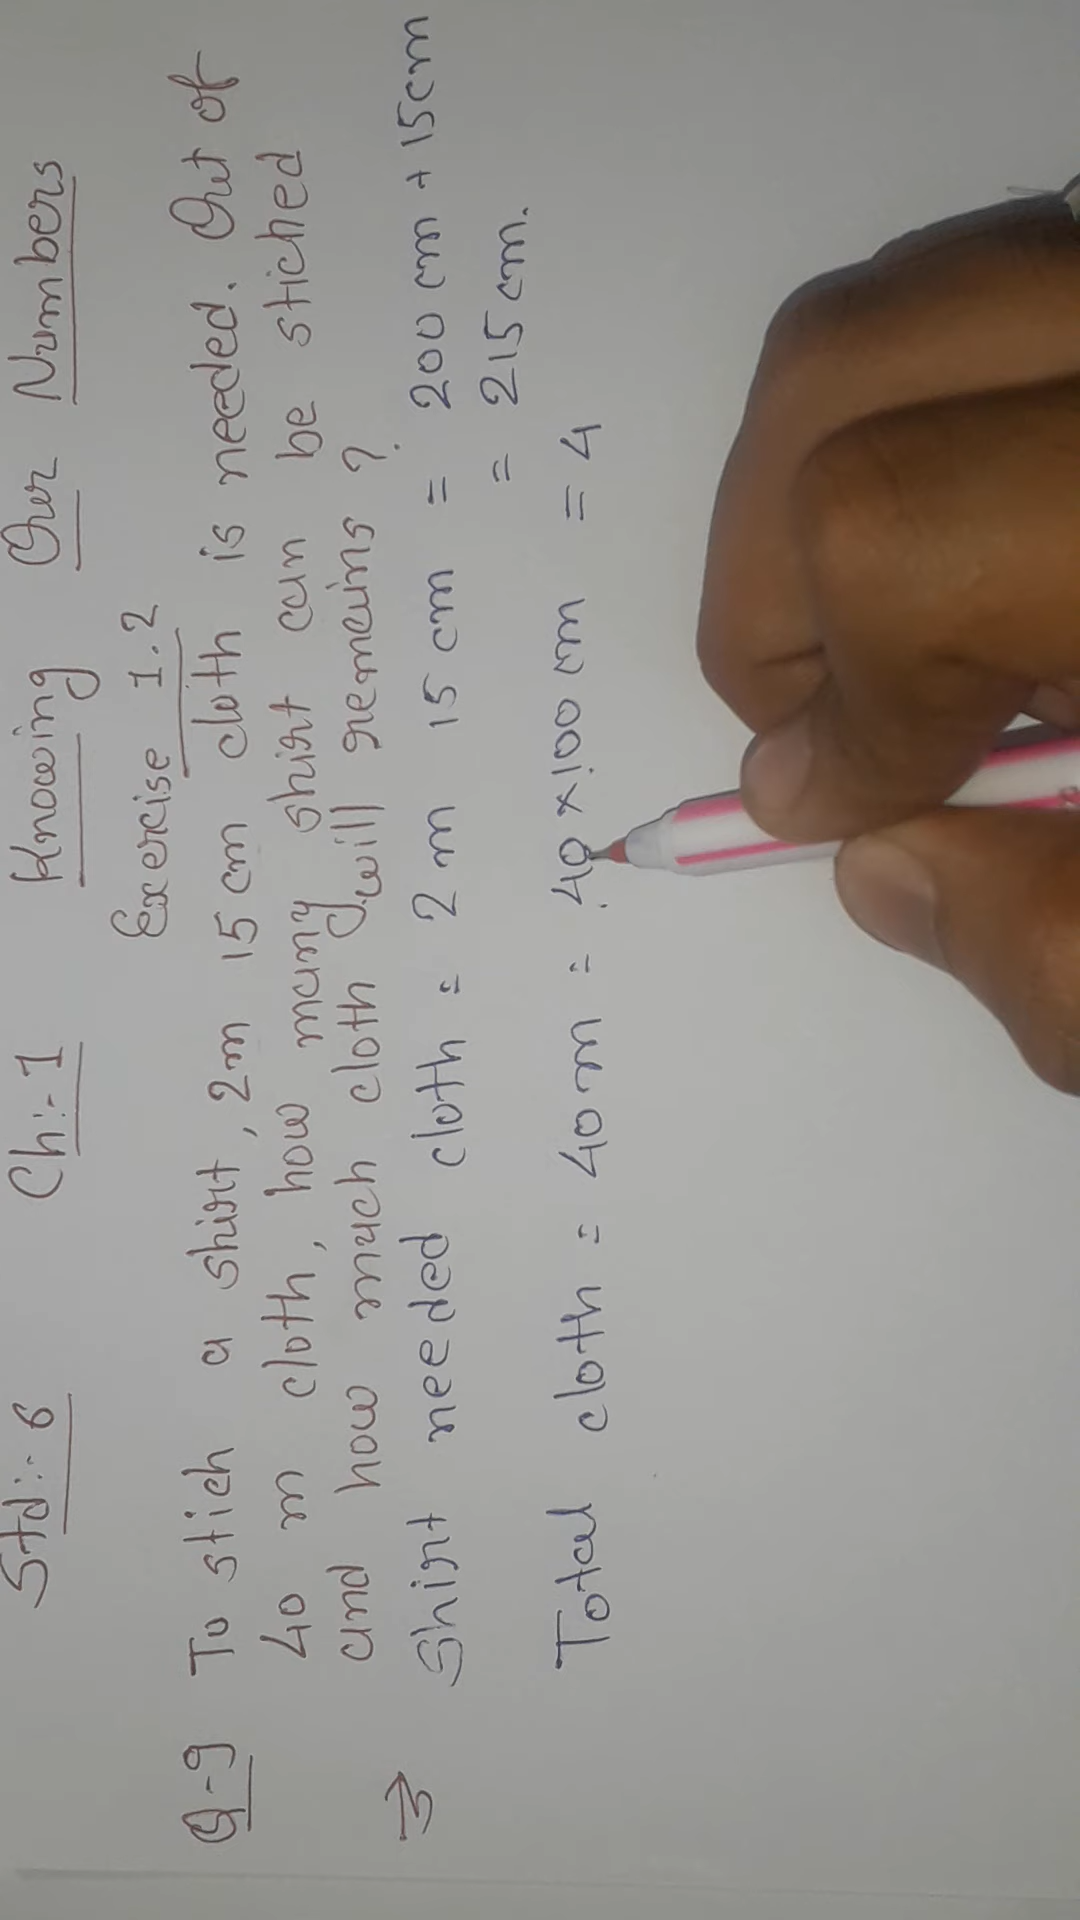 Std:- 6 Ch:- 1 Knowing Our Numbers
Exercise 1.2
Q-9 To stich a shirt, 2m 15 cm cloth is needed. Out of
40 m cloth, how many shirt can be stiched
and how much cloth will remains ?
⇒ Shirt needed cloth = 2 m 15 cm = 200 cm + 15cm
= 215 cm.
Total cloth = 40 m = 40 × 100 cm = 4